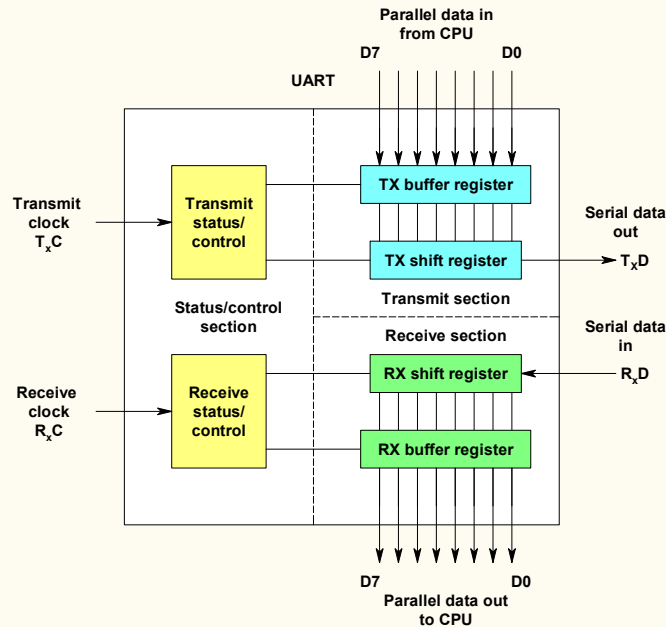 Parallel data in
from CPU
D7
D0
UART
TX buffer register
Transmit
status/
control
Transmit
clock
TxC
Serial data
out
TxD
TX shift register
Transmit section
Status/control
section
Receive section
Serial data
in
RxD
RX shift register
Receive
status/
control
Receive
clock
RxC
RX buffer register
D7
D0
Parallel data out
to CPU